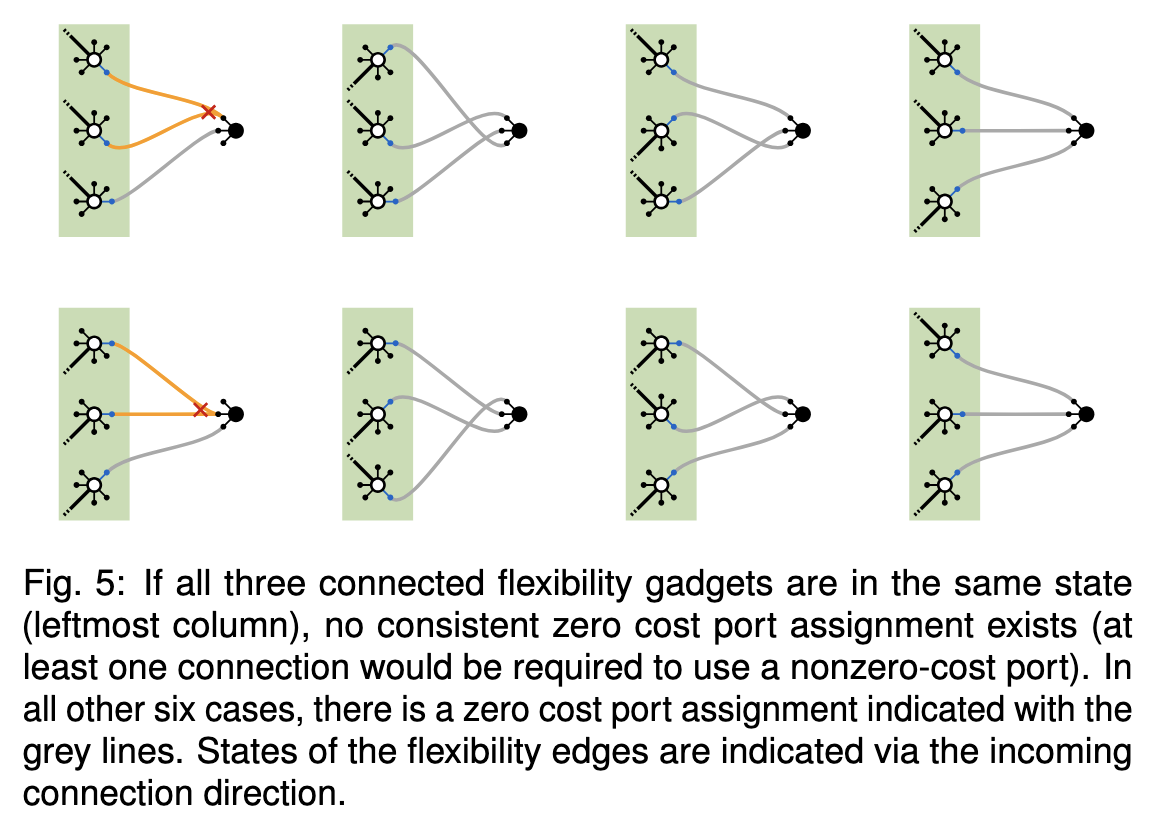 Fig. 5: If all three connected flexibility gadgets are in the same state
(leftmost column), no consistent zero cost port assignment exists (at
least one connection would be required to use a nonzero-cost port). In
all other six cases, there is a zero cost port assignment indicated with the
grey lines. States of the flexibility edges are indicated via the incoming
connection direction.